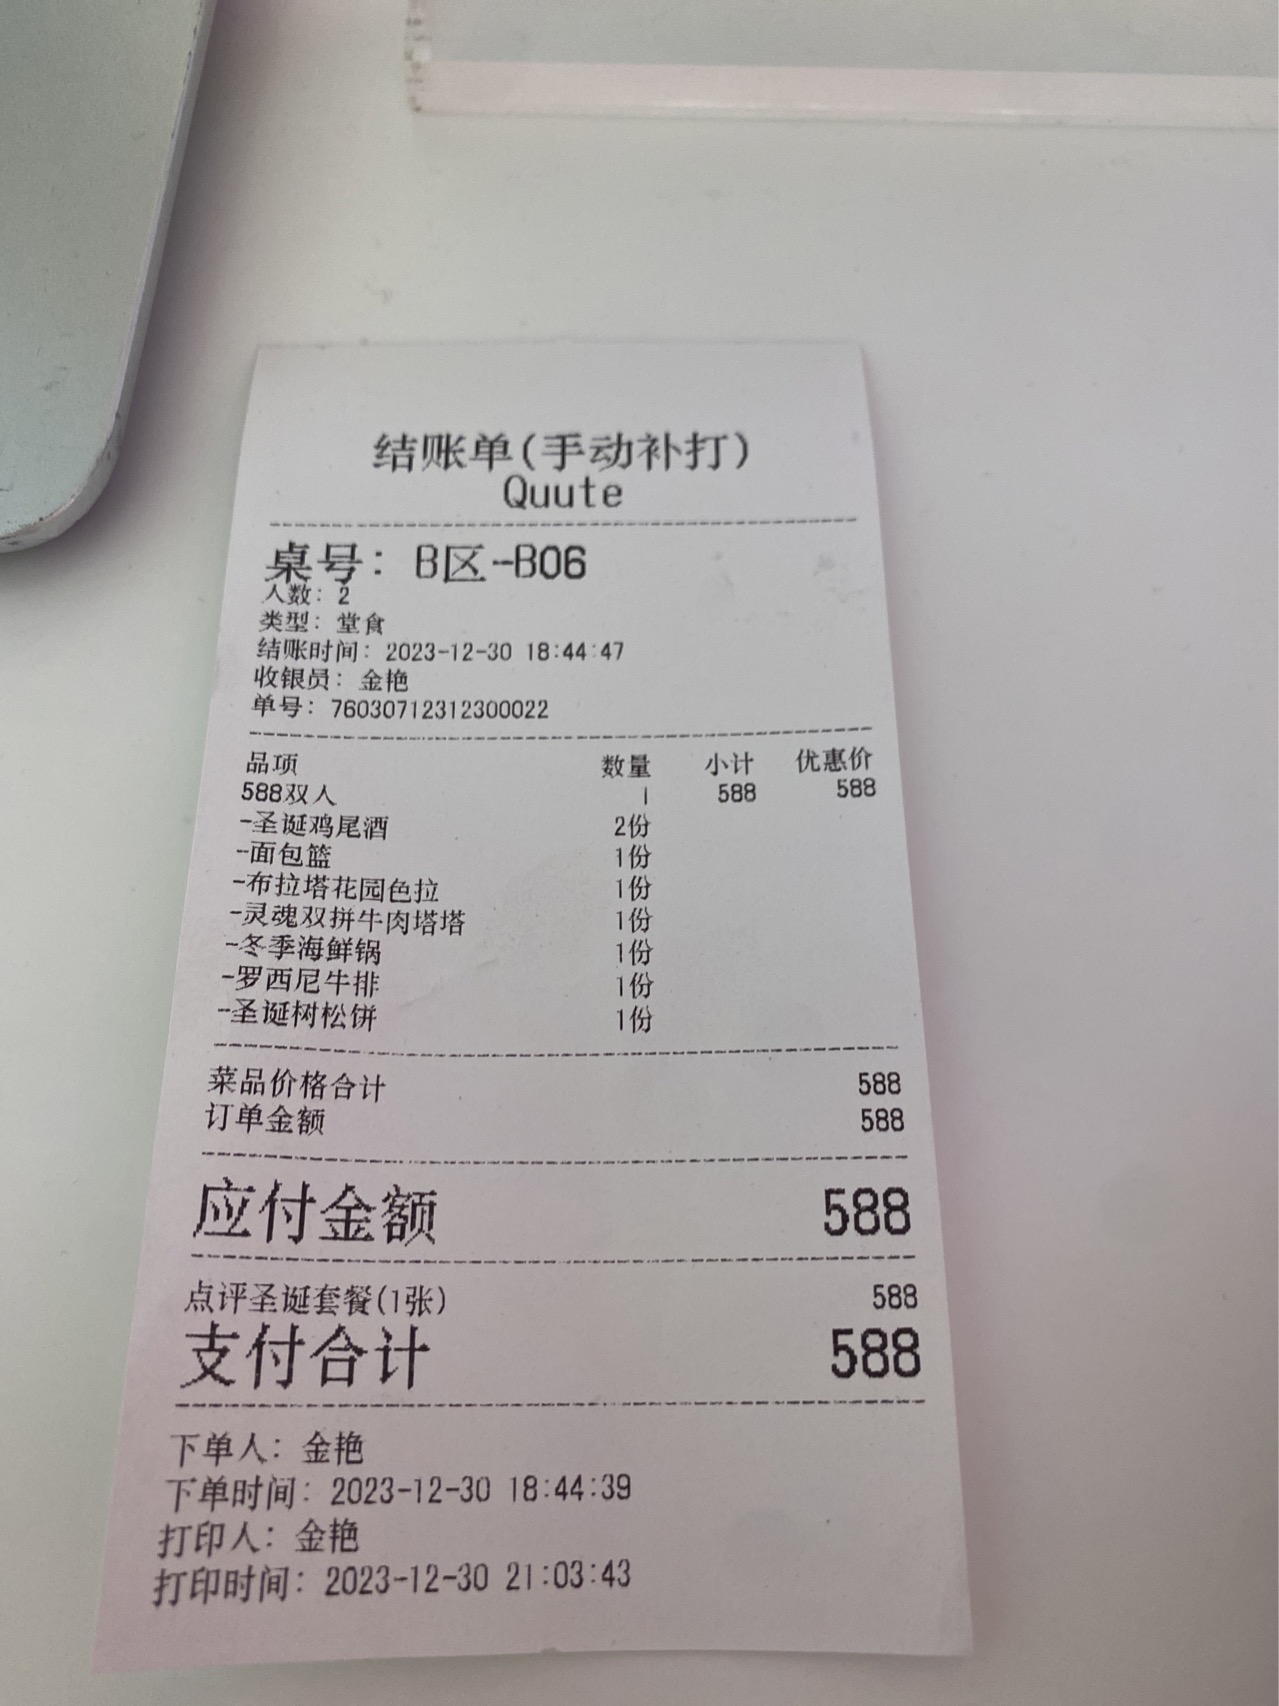 结账单(手动补打)
Quute
桌号: B区-B06
人数: 2
类型: 堂食
结账时间: 2023-12-30 18:44:47
收银员: 金艳
单号: 76030712312300022
品项 数量 小计 优惠价
588双人 1 588 588
-圣诞鸡尾酒 2份
-面包篮 1份
-布拉塔花园色拉 1份
-灵魂双拼牛肉塔塔 1份
-冬季海鲜锅 1份
-罗西尼牛排 1份
-圣诞树松饼 1份
菜品价格合计 588
订单金额 588
应付金额 588
点评圣诞套餐(1张) 588
支付合计 588
下单人: 金艳
下单时间: 2023-12-30 18:44:39
打印人: 金艳
打印时间: 2023-12-30 21:03:43